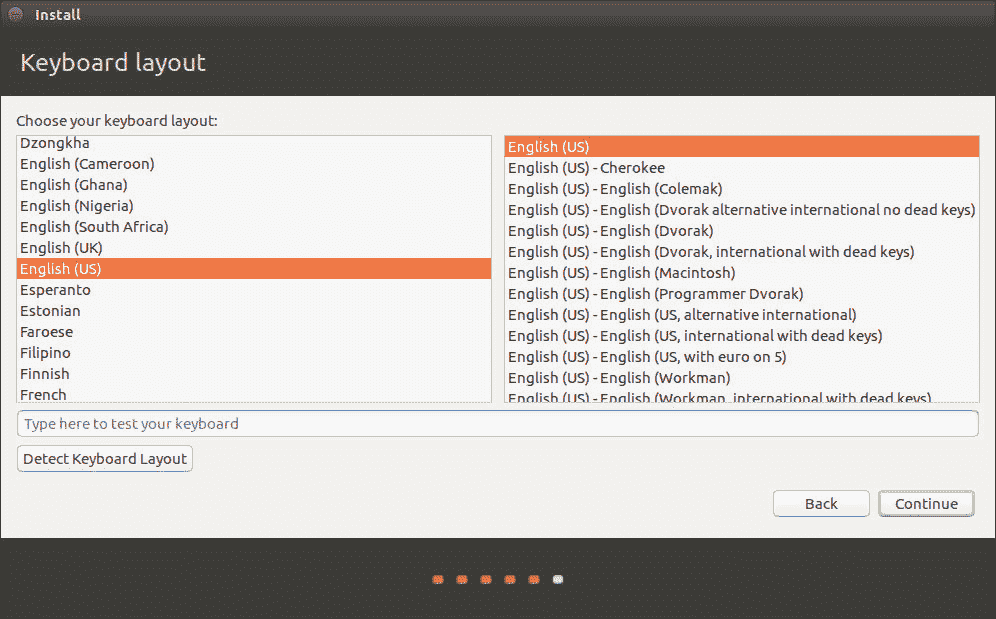 Install
Keyboard layout
Choose your keyboard layout:
Dzongkha
English (Cameroon)
English (Ghana)
English (Nigeria)
English (South Africa)
English (UK)
English (US)
Esperanto
Estonian
Faroese
Filipino
Finnish
French
English (US)
English (US) - Cherokee
English (US) - English (Colemak)
English (US) - English (Dvorak alternative international no dead keys)
English (US) - English (Dvorak)
English (US) - English (Dvorak, international with dead keys)
English (US) - English (Macintosh)
English (US) - English (Programmer Dvorak)
English (US) - English (US, alternative international)
English (US) - English (US, international with dead keys)
English (US) - English (US, with euro on 5)
English (US) - English (Workman)
English (US) - English (Workman, international with dead keys)
Type here to test your keyboard
Detect Keyboard Layout
Back
Continue